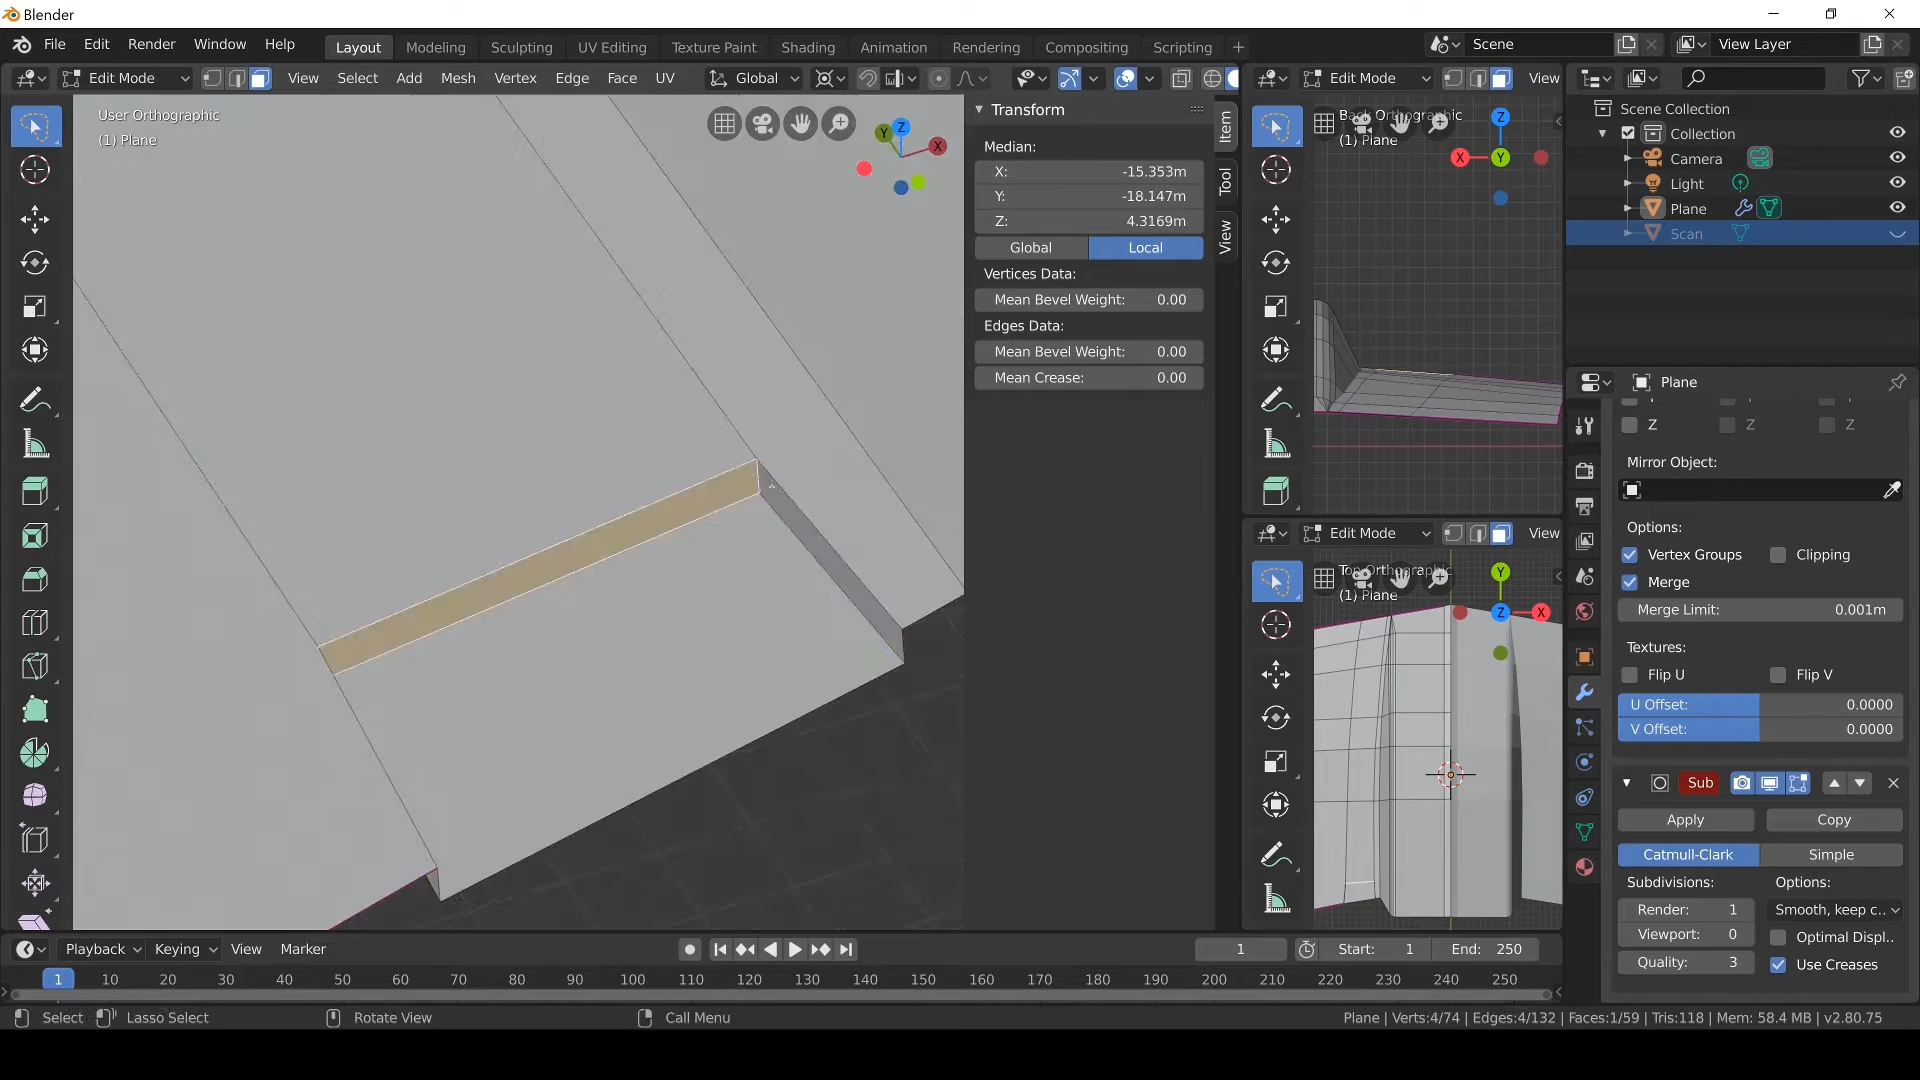 Blender
File Edit Render Window Help Layout Modeling Sculpting UV Editing Texture Paint Shading Animation Rendering Compositing Scripting + Scene View Layer
Edit Mode View Select Add Mesh Vertex Edge Face UV Global Edit Mode View
User Orthographic
(1) Plane
Z
Y
X
Transform
Median:
X: -15.353m
Y: -18.147m
Z: 4.3169m
Global Local
Vertices Data:
Mean Bevel Weight: 0.00
Edges Data:
Mean Bevel Weight: 0.00
Mean Crease: 0.00
Item
Tool
View
Back Orthographic
(1) Plane
Z
X
Y
Edit Mode View
Top Orthographic
(1) Plane
Y
Z
X
Scene Collection
Collection
Camera
Light
Plane
Scan
Plane
Z Z Z
Mirror Object:
Options:
Vertex Groups Clipping
Merge
Merge Limit: 0.001m
Textures:
Flip U Flip V
U Offset: 0.0000
V Offset: 0.0000
Sub
Apply Copy
Catmull-Clark Simple
Subdivisions: Options:
Render: 1 Smooth, keep c..
Viewport: 0 Optimal Displ..
Quality: 3 Use Creases
Playback Keying View Marker 1 Start: 1 End: 250
1 10 20 30 40 50 60 70 80 90 100 110 120 130 140 150 160 170 180 190 200 210 220 230 240 250
Select Lasso Select Rotate View Call Menu Plane | Verts:4/74 | Edges:4/132 | Faces:1/59 | Tris:118 | Mem: 58.4 MB | v2.80.75